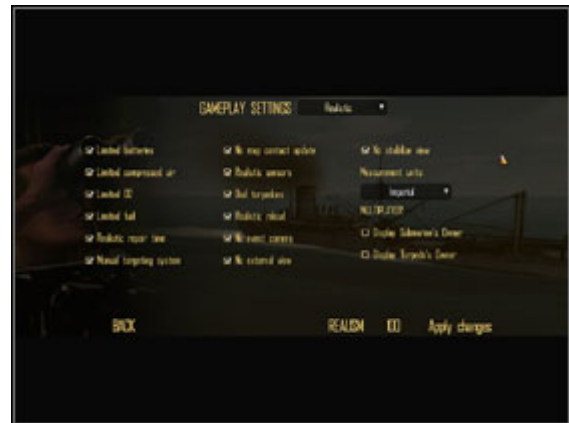 GAMEPLAY SETTINGS Realistic
Limited batteries
Limited compressed air
Limited O2
Limited fuel
Realistic repair time
Manual targeting system
No map contact update
Realistic sensors
Dud torpedoes
Realistic reload
No event camera
No external view
No stabilize view
Measurement units
Imperial
MULTIPLAYER
Display Submarine's Owner
Display Torpedo's Owner
BACK
REALISM 100 Apply changes